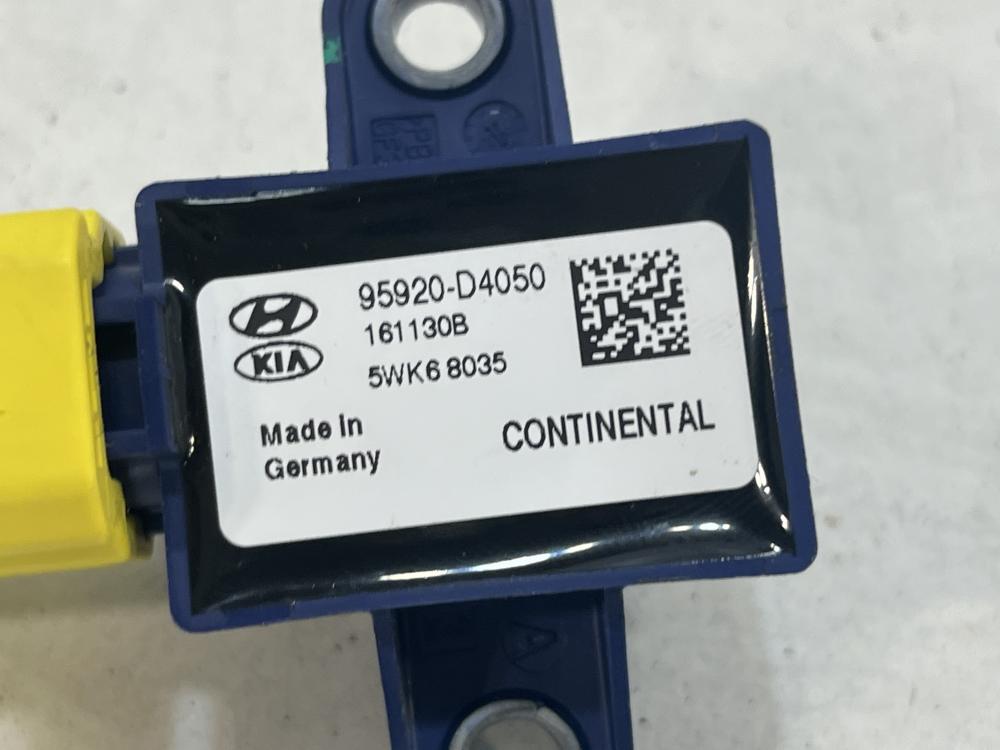 95920-D4050
161130B
KIA
5WK6 8035
Made in
Germany
CONTINENTAL